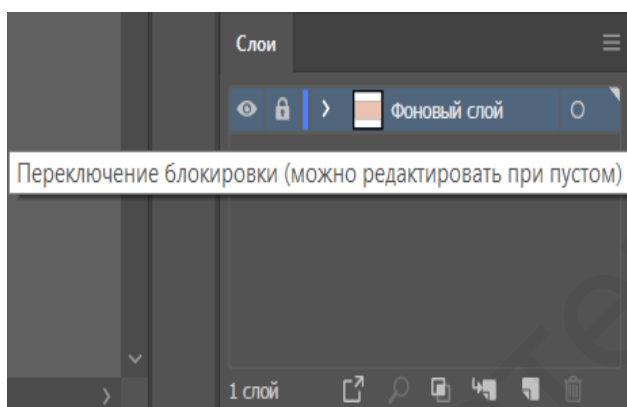 Слои
Фоновый слой
Переключение блокировки (можно редактировать при пустом)
1 слой